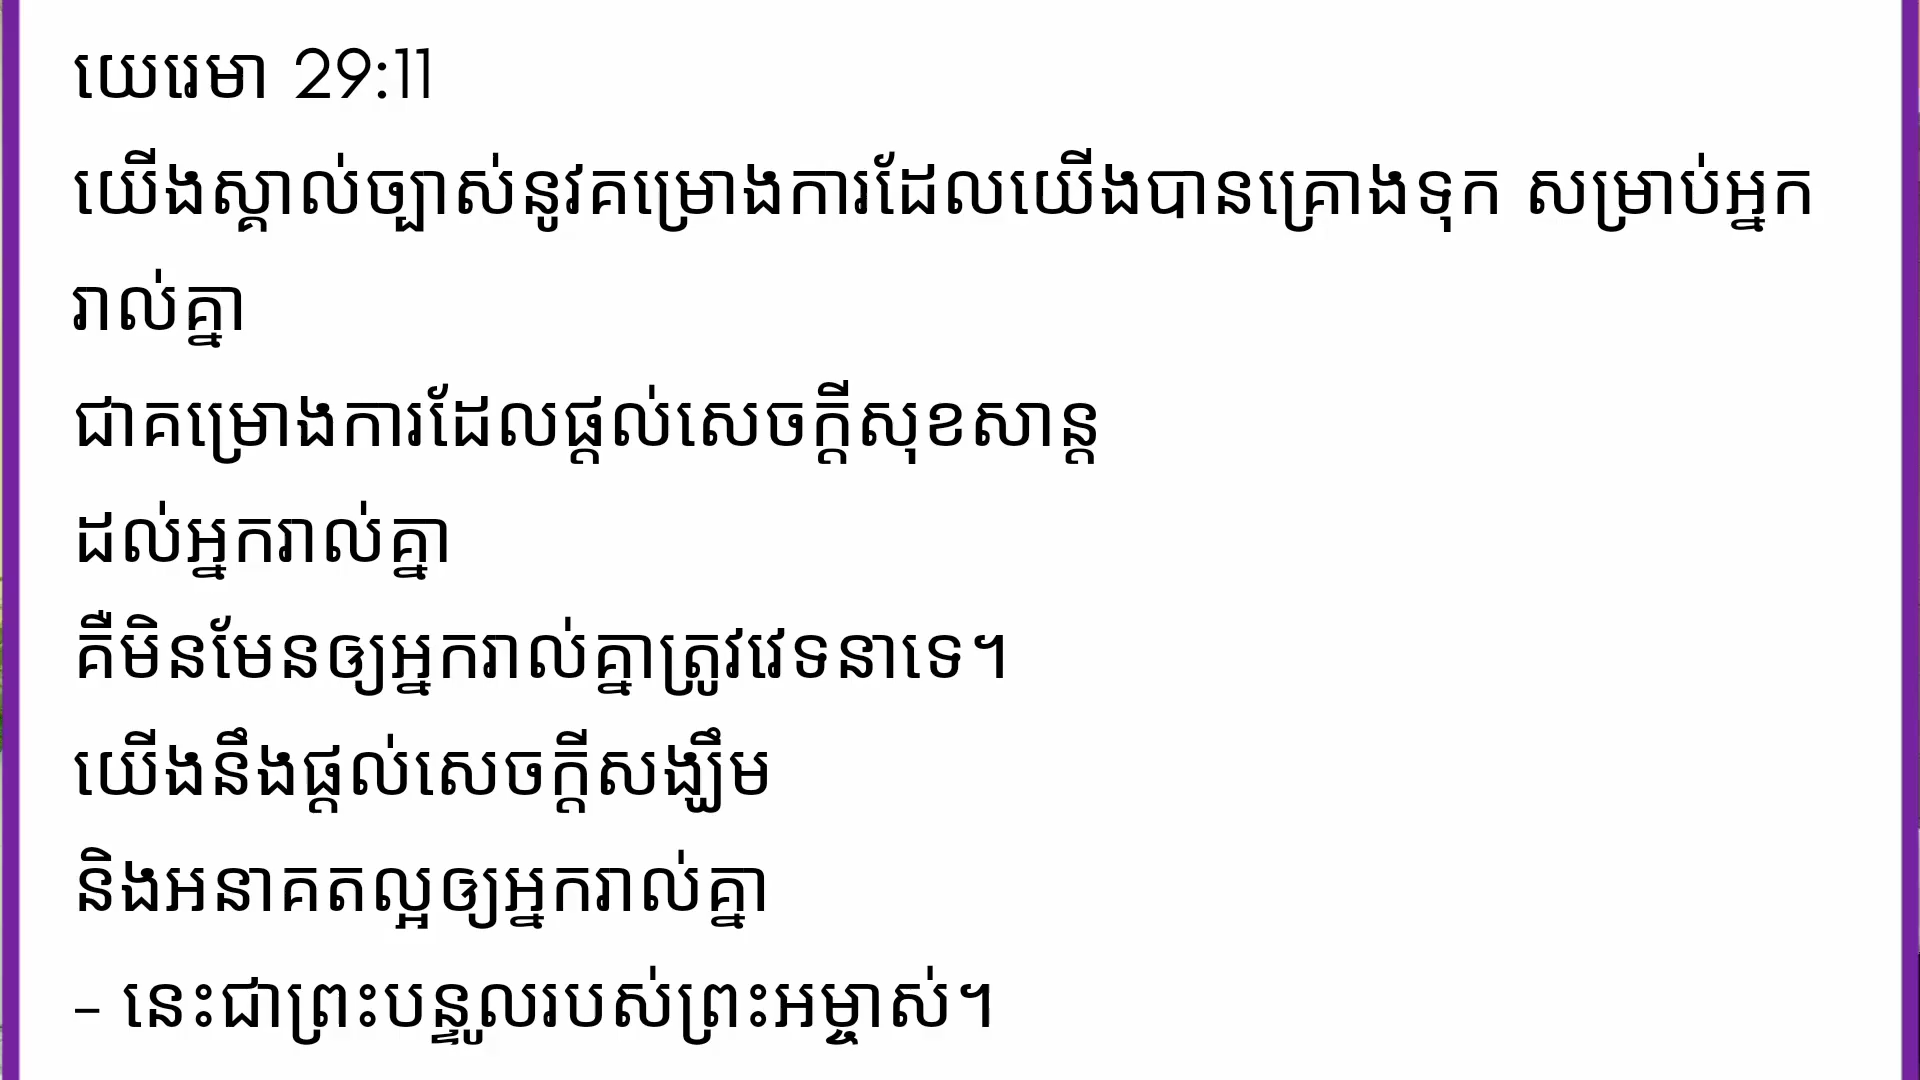 យេរេមា 29:11
យើងស្គាល់ច្បាស់នូវគម្រោងការដែលយើងបានគ្រោងទុក សម្រាប់អ្នក
រាល់គ្នា
ជាគម្រោងការដែលផ្តល់សេចក្ដីសុខសាន្ត
ដល់អ្នករាល់គ្នា
គឺមិនមែនឲ្យអ្នករាល់គ្នាត្រូវវេទនាទេ។
យើងនឹងផ្តល់សេចក្ដីសង្ឃឹម
និងអនាគតល្អឲ្យអ្នករាល់គ្នា
– នេះជាព្រះបន្ទូលរបស់ព្រះអម្ចាស់។